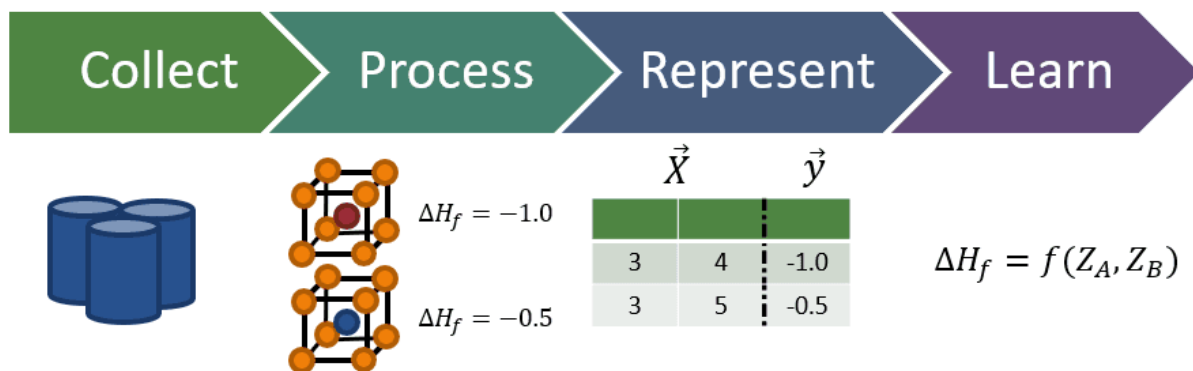 Collect Process Represent Learn
X⃗ y⃗
ΔH_f = −1.0
3 4 -1.0
ΔH_f = f(Z_A, Z_B)
3 5 -0.5
ΔH_f = −0.5